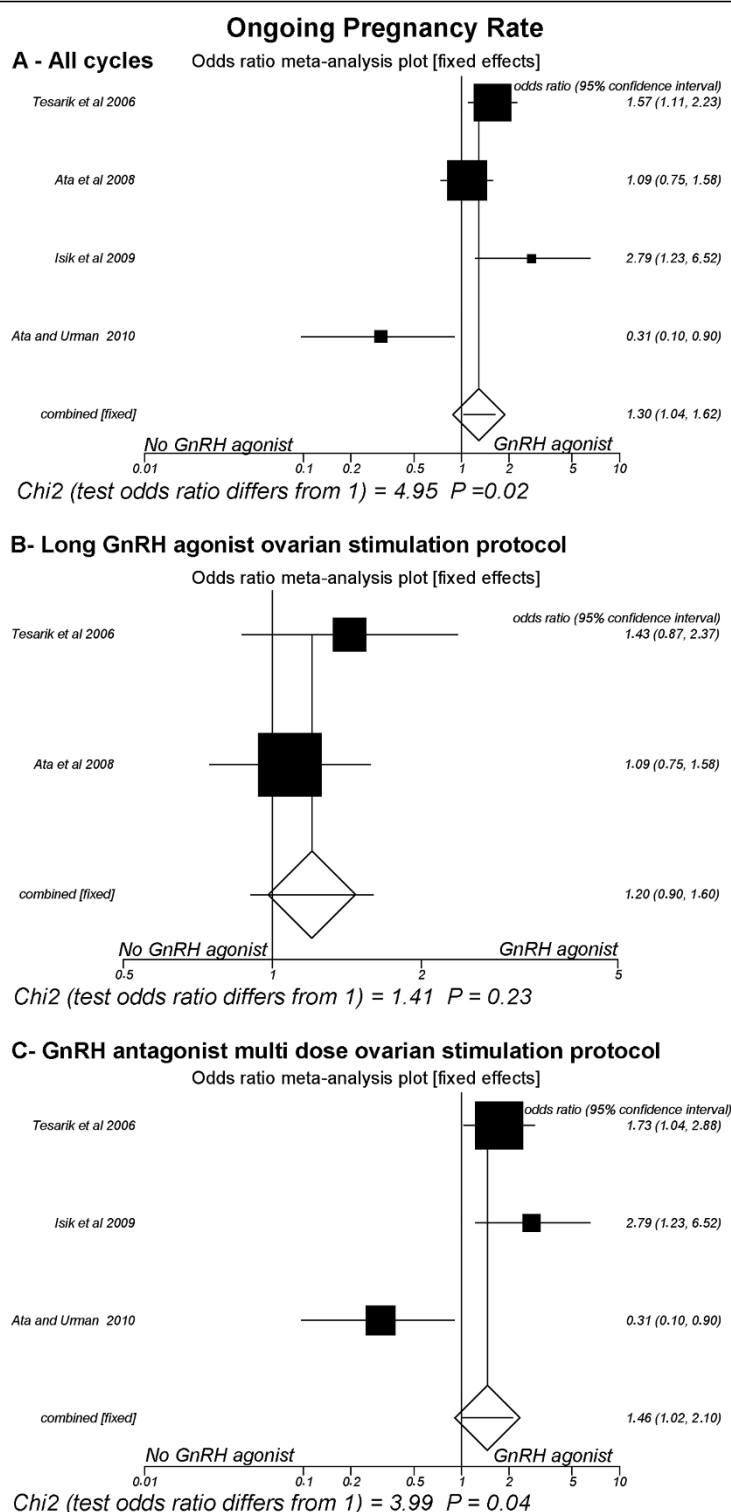 Ongoing Pregnancy Rate
A - All cycles
Odds ratio meta-analysis plot [fixed effects]
odds ratio (95% confidence interval)
Tesarik et al 2006 1.57 (1.11, 2.23)
Ata et al 2008 1.09 (0.75, 1.58)
Isik et al 2009 2.79 (1.23, 6.52)
Ata and Urman 2010 0.31 (0.10, 0.90)
combined [fixed] 1.30 (1.04, 1.62)
No GnRH agonist GnRH agonist
0.01 0.1 0.2 0.5 1 2 5 10
Chi2 (test odds ratio differs from 1) = 4.95 P =0.02
B- Long GnRH agonist ovarian stimulation protocol
Odds ratio meta-analysis plot [fixed effects]
odds ratio (95% confidence interval)
Tesarik et al 2006 1.43 (0.87, 2.37)
Ata et al 2008 1.09 (0.75, 1.58)
combined [fixed] 1.20 (0.90, 1.60)
No GnRH agonist GnRH agonist
0.5 1 2 5
Chi2 (test odds ratio differs from 1) = 1.41 P = 0.23
C- GnRH antagonist multi dose ovarian stimulation protocol
Odds ratio meta-analysis plot [fixed effects]
odds ratio (95% confidence interval)
Tesarik et al 2006 1.73 (1.04, 2.88)
Isik et al 2009 2.79 (1.23, 6.52)
Ata and Urman 2010 0.31 (0.10, 0.90)
combined [fixed] 1.46 (1.02, 2.10)
No GnRH agonist GnRH agonist
0.01 0.1 0.2 0.5 1 2 5 10
Chi2 (test odds ratio differs from 1) = 3.99 P = 0.04